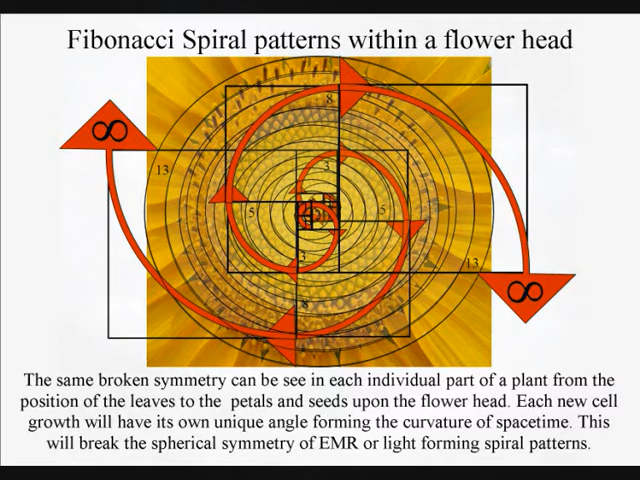 Fibonacci Spiral patterns within a flower head
∞
8
13
3
5
5
3
13
∞
8
The same broken symmetry can be see in each individual part of a plant from the
position of the leaves to the petals and seeds upon the flower head. Each new cell
growth will have its own unique angle forming the curvature of spacetime. This
will break the spherical symmetry of EMR or light forming spiral patterns.